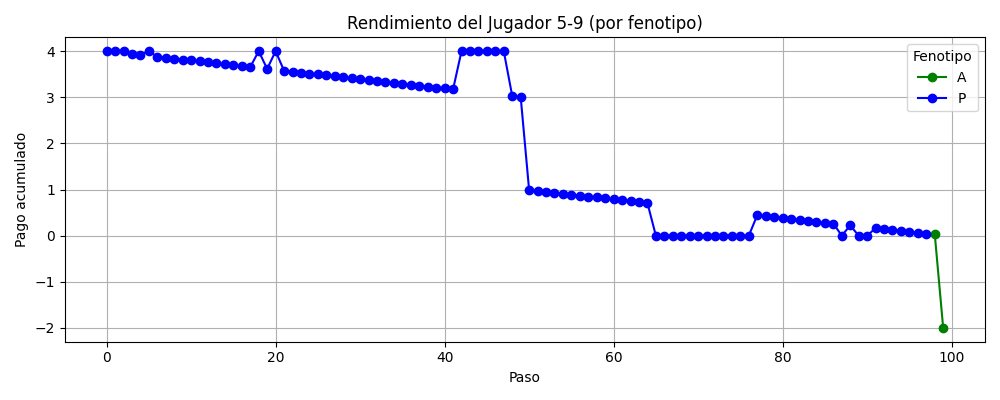 Rendimiento del Jugador 5-9 (por fenotipo)
Pago acumulado
4
3
2
1
0
−1
−2
Fenotipo
A
P
0 20 40 60 80 100
Paso